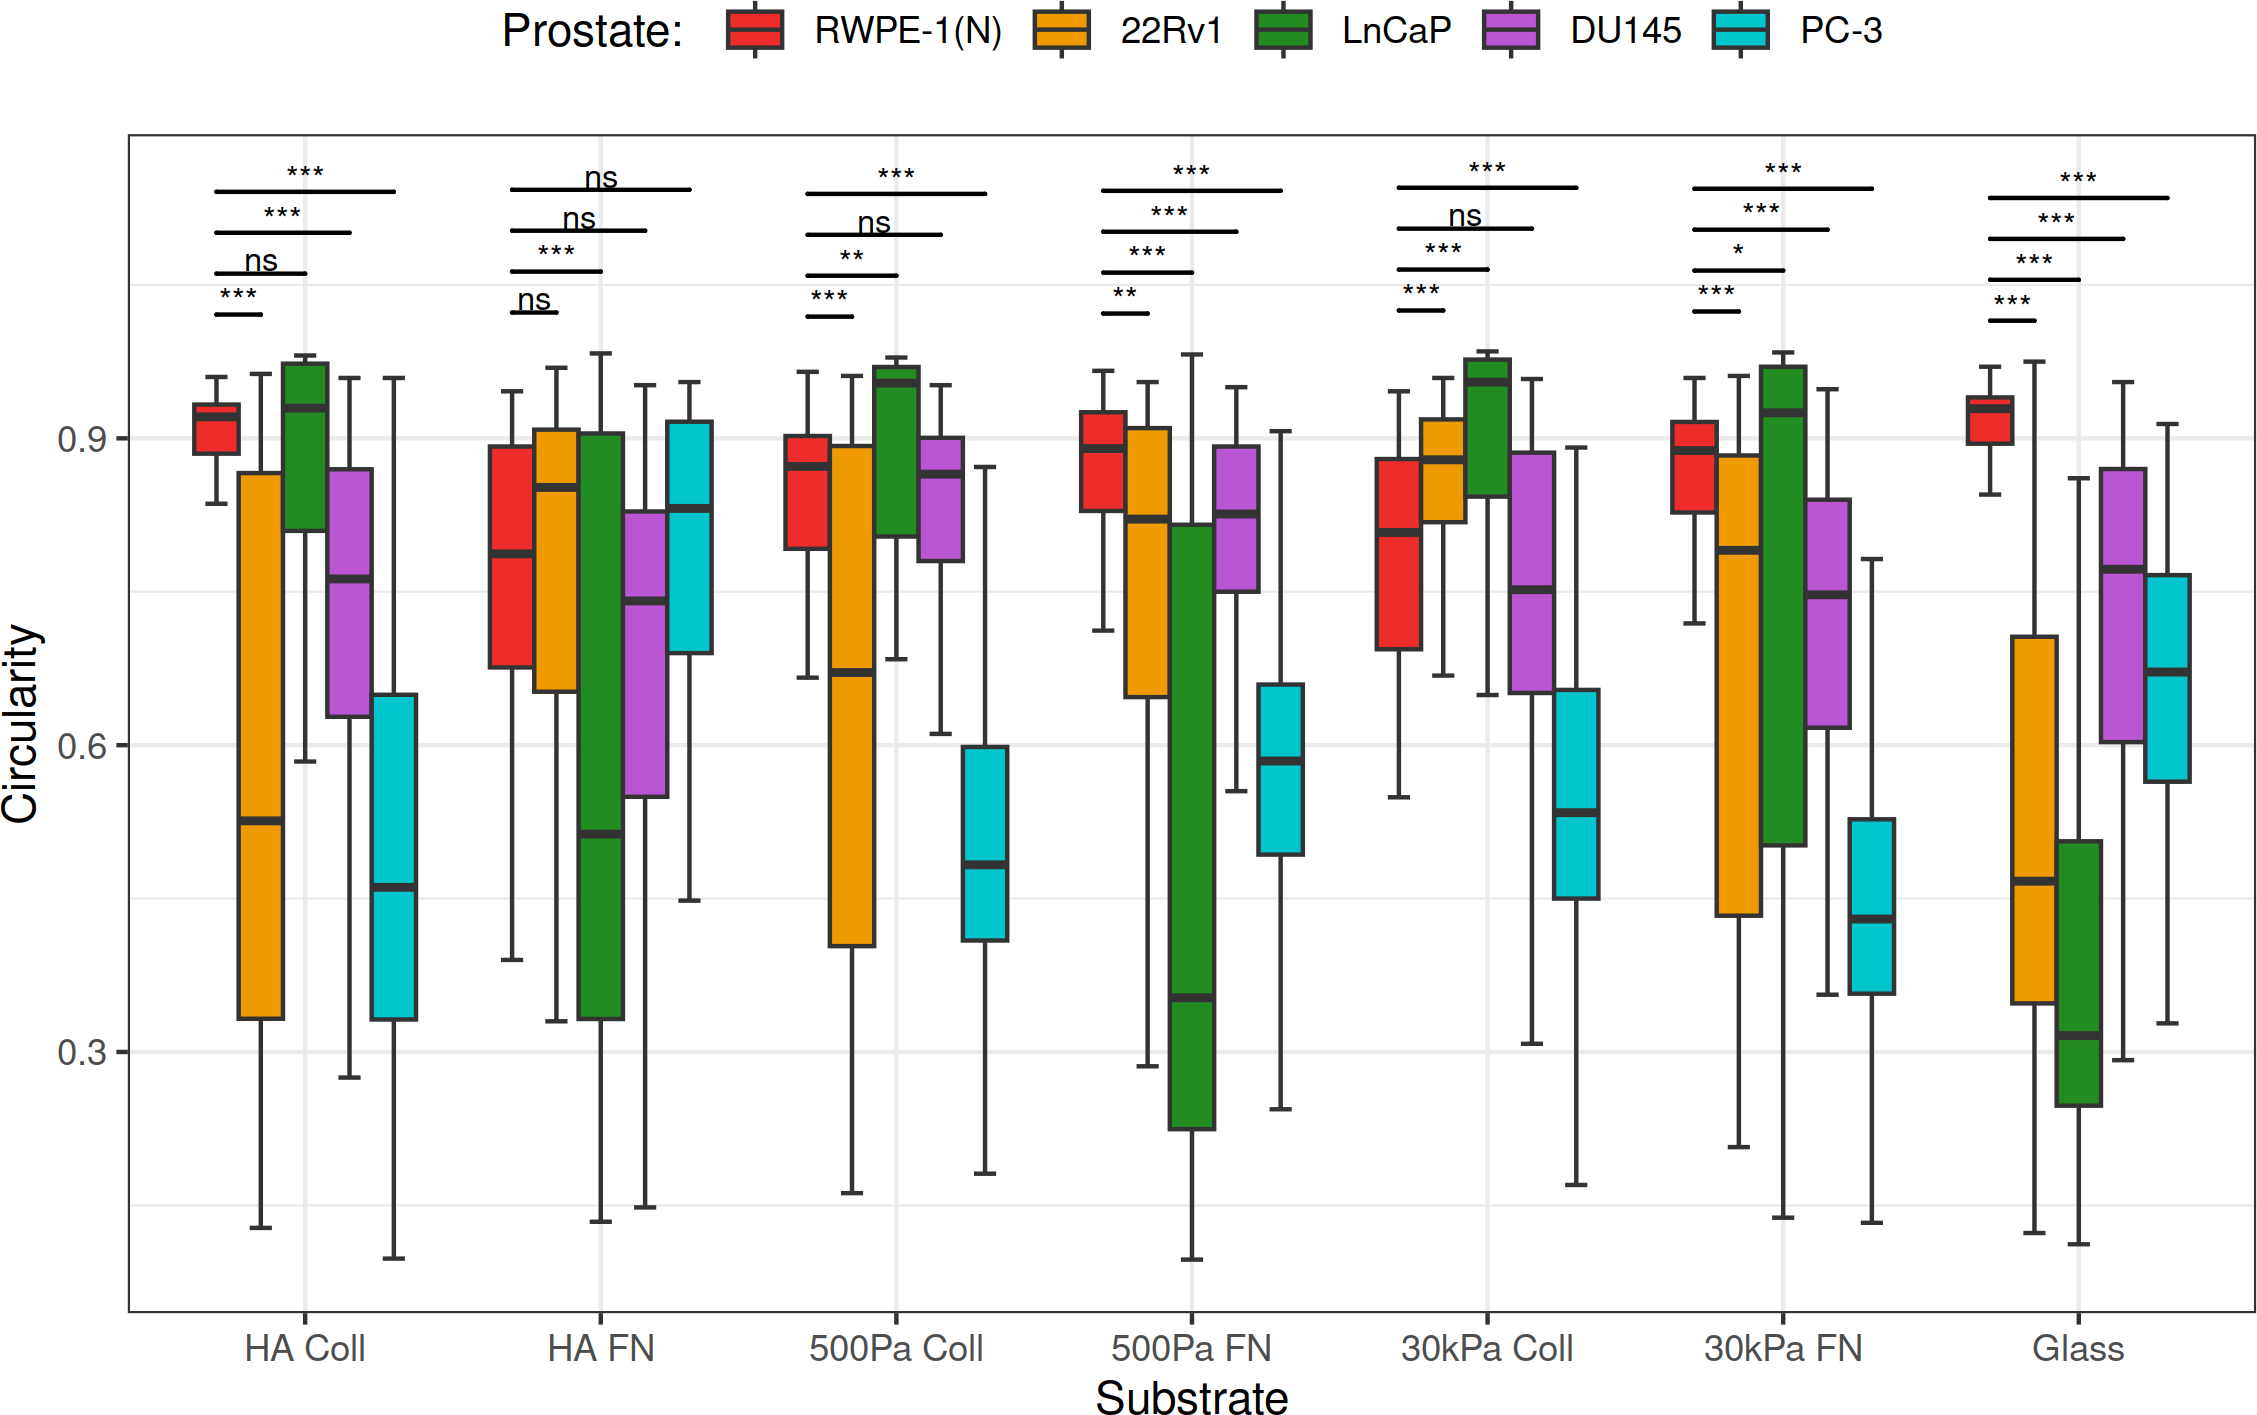 Prostate: RWPE-1(N) 22Rv1 LnCaP DU145 PC-3
*** ns *** *** *** *** ***
*** ns ns *** ns *** ***
ns *** ** *** *** * ***
*** ns *** ** *** *** ***
0.9
0.6
0.3
Circularity
HA Coll HA FN 500Pa Coll 500Pa FN 30kPa Coll 30kPa FN Glass
Substrate